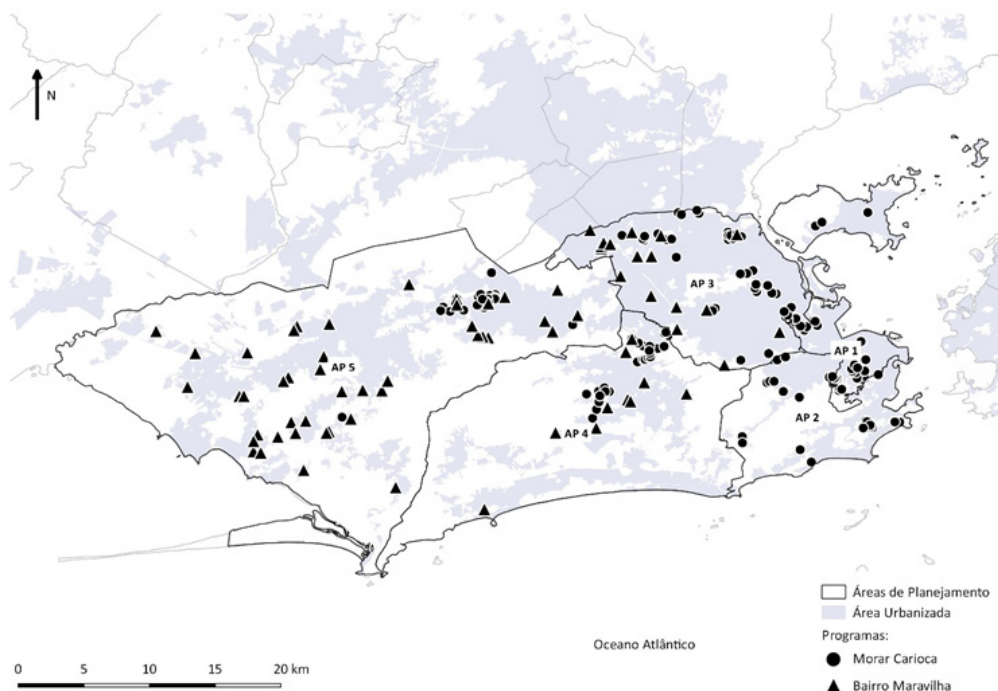 N
AP 3
AP 1
AP 5
AP 2
AP 4
Áreas de Planejamento
Área Urbanizada
Programas:
Oceano Atlântico
Morar Carioca
0 5 10 15 20 km
Bairro Maravilha